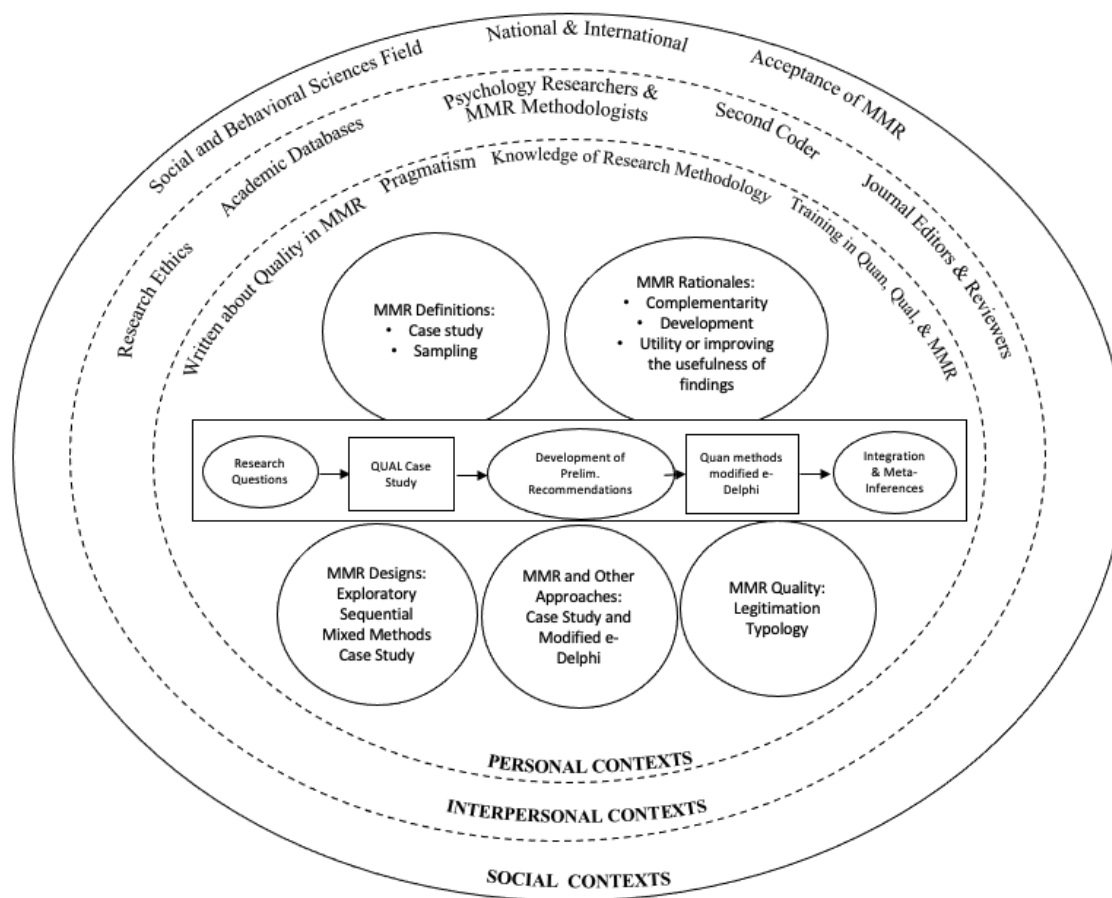 Social and Behavioral Sciences Field
National & International
Acceptance of MMR
Research Ethics
Academic Databases
Psychology Researchers &
MMR Methodologists
Second Coder
Journal Editors & Reviewers
Written about Quality in MMR
Pragmatism
Knowledge of Research Methodology
Training in Quan, Qual, & MMR
MMR Definitions:
• Case study
• Sampling
MMR Rationales:
• Complementarity
• Development
• Utility or improving
the usefulness of
findings
Research
Questions
QUAL Case
Study
Development of
Prelim.
Recommendations
Quan methods
modified e-
Delphi
Integration
& Meta-
Inferences
MMR Designs:
Exploratory
Sequential
Mixed Methods
Case Study
MMR and Other
Approaches:
Case Study and
Modified e-
Delphi
MMR Quality:
Legitimation
Typology
PERSONAL CONTEXTS
INTERPERSONAL CONTEXTS
SOCIAL CONTEXTS